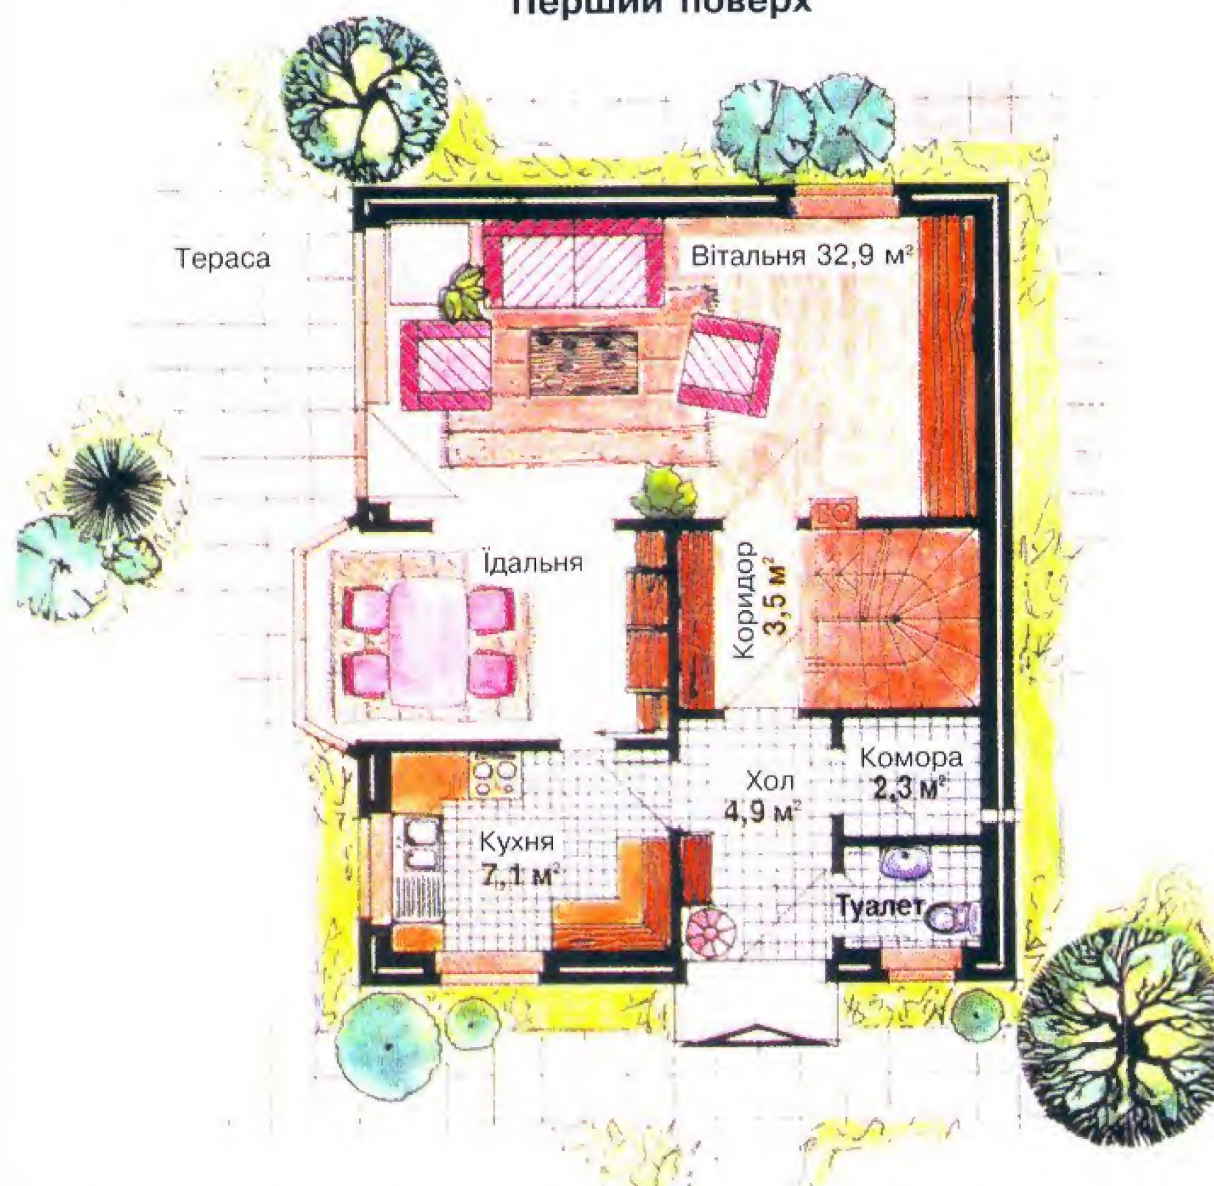 Перший поверх
Тераса
Вітальня 32,9 м²
Їдальня
Коридор
3,5 м²
Комора
2,3 м²
Хол
4,9 м²
Кухня
7,1 м²
Туалет